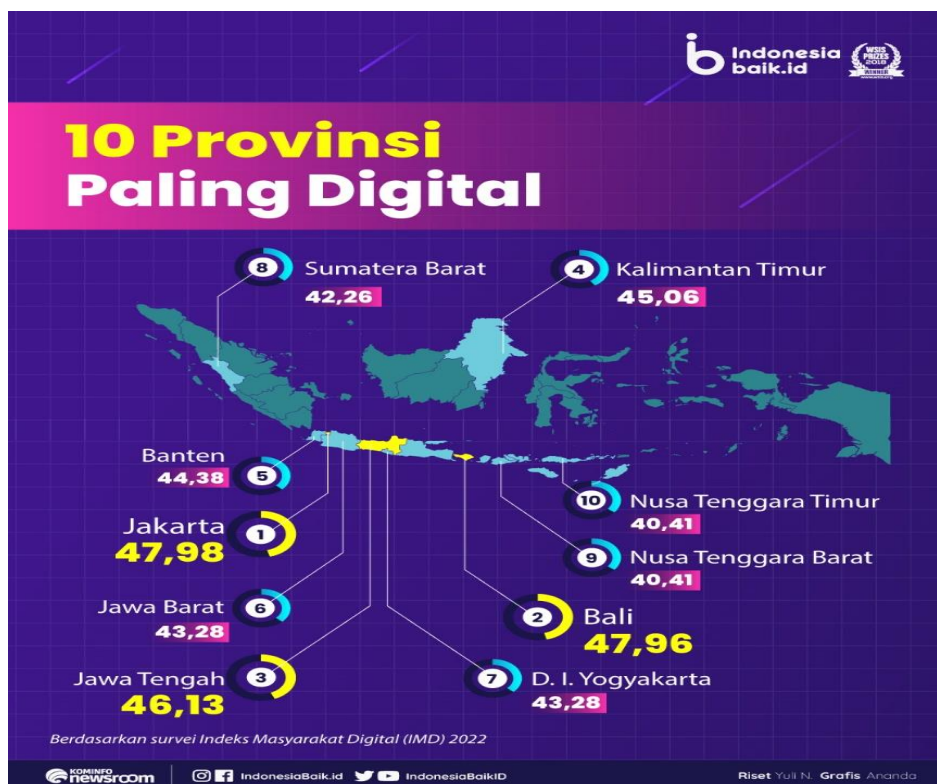 Indonesia
baik.id
WSIS
PRIZES
2018
WINNER
10 Provinsi
Paling Digital
8
Sumatera Barat
42,26
4
Kalimantan Timur
45,06
Banten
44,38
5
Jakarta
47,98
1
Jawa Barat
43,28
6
Jawa Tengah
46,13
3
10
Nusa Tenggara Timur
40,41
9
Nusa Tenggara Barat
40,41
2
Bali
47,96
7
D. I. Yogyakarta
43,28
Berdasarkan survei Indeks Masyarakat Digital (IMD) 2022
KOMINFO
newsroom
IndonesiaBaik.id
IndonesiaBaikID
Riset Yuli N. Grafis Ananda